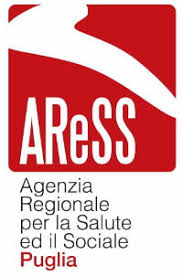 AReSS
Agenzia
Regionale
per la Salute
ed il Sociale
Puglia